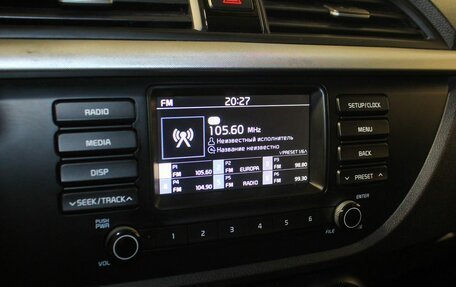 FM 20:27
RADIO
MEDIA
DISP
SEEK/TRACK
PUSH
PWR
VOL
105.60 MHz
Неизвестный исполнитель
Название неизвестно
PRESET
P1
FM 105.60
P2
FM EUROPA
P3
FM 98.80
P4
FM 104.90
P5
FM RADIO
P6
FM 99.30
1 2 3 4 5 6
SETUP/CLOCK
MENU
BACK
PRESET
ENTER
FILE